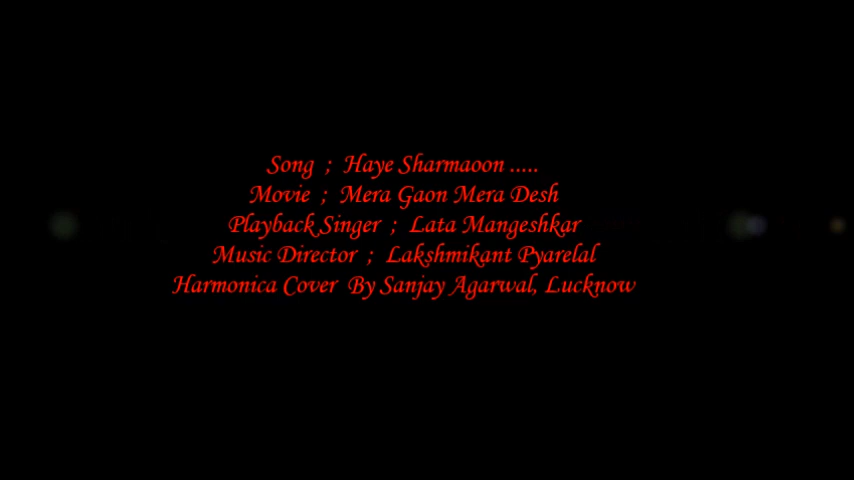 Song  ;  Haye Sharmaoon .....
Movie  ;  Mera Gaon Mera Desh
Playback Singer  ;  Lata Mangeshkar
Music Director  ;  Lakshmikant Pyarelal
Harmonica Cover  By Sanjay Agarwal, Lucknow